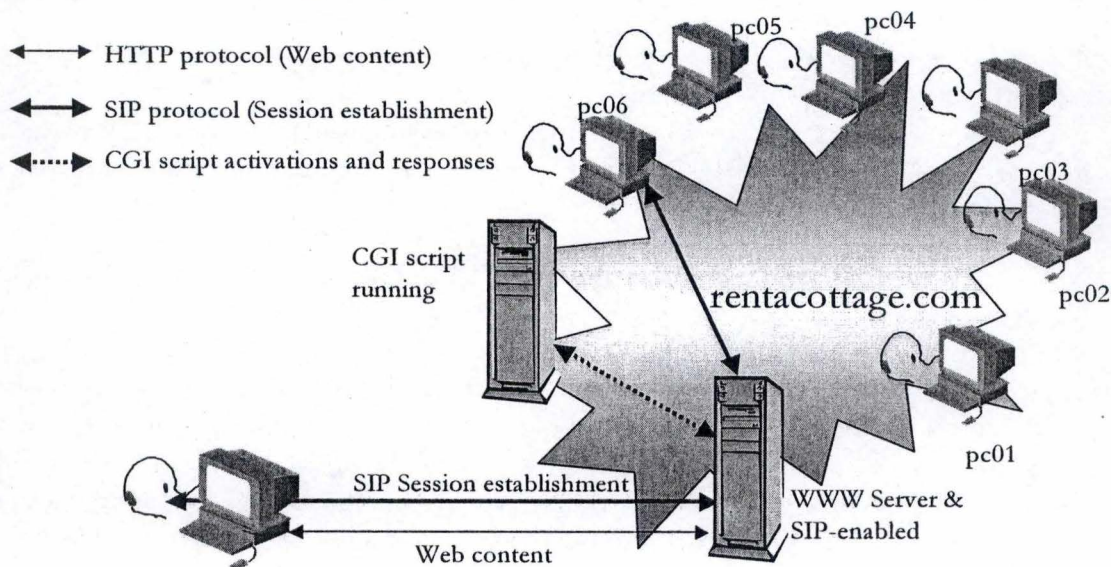 HTTP protocol (Web content)
SIP protocol (Session establishment)
CGI script activations and responses
pc05
pc04
pc06
pc03
CGI script
running
rentacottage.com
pc02
pc01
SIP Session establishment
WWW Server &
SIP-enabled
Web content